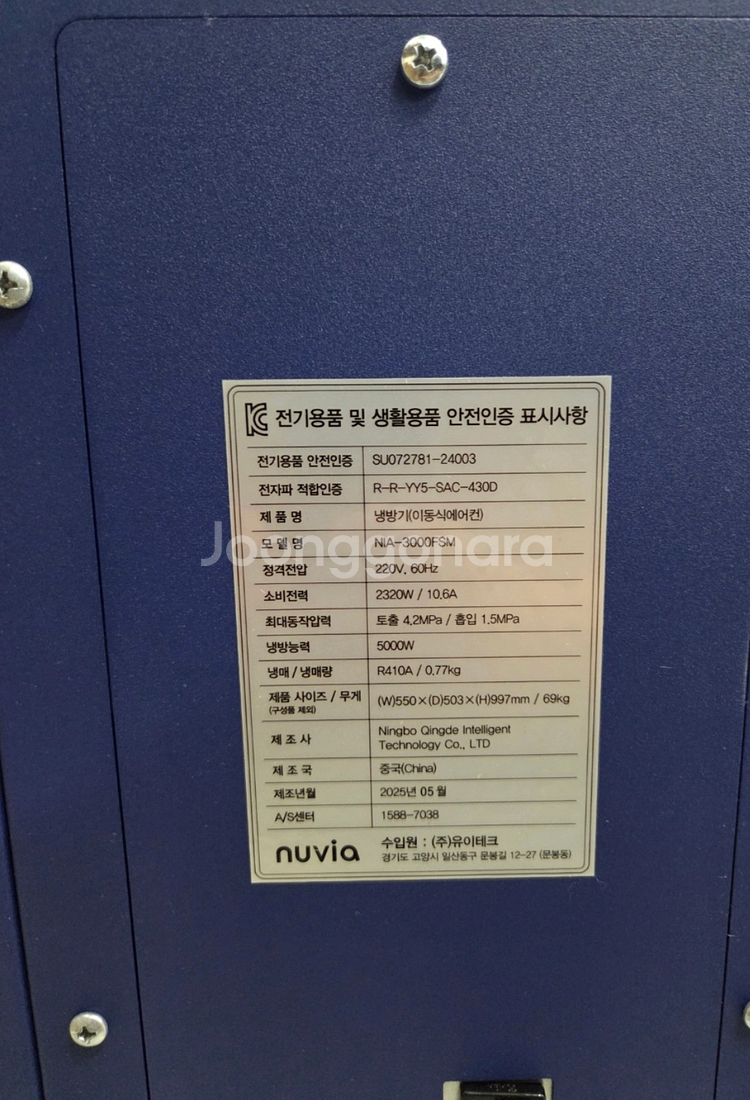 KC 전기용품 및 생활용품 안전인증 표시사항
전기용품 안전인증 SU072781-24003
전자파 적합인증 R-R-YY5-SAC-430D
제 품 명 냉방기(이동식에어컨)
모 델 명 NIA-3000FSM
Joonggonara
정격전압 220V, 60Hz
소비전력 2320W / 10.6A
최대동작압력 토출 4.2MPa / 흡입 1.5MPa
냉방능력 5000W
냉매 / 냉매량 R410A / 0.77kg
제품 사이즈 / 무게 (W)550×(D)503×(H)997mm / 69kg
(구성품 제외)
제 조 사 Ningbo Qingde Intelligent
Technology Co., LTD
제 조 국 중국(China)
제조년월 2025년 05월
A/S센터 1588-7038
nuvia 수입원 : (주)유이테크
경기도 고양시 일산동구 문봉길 12-27 (문봉동)